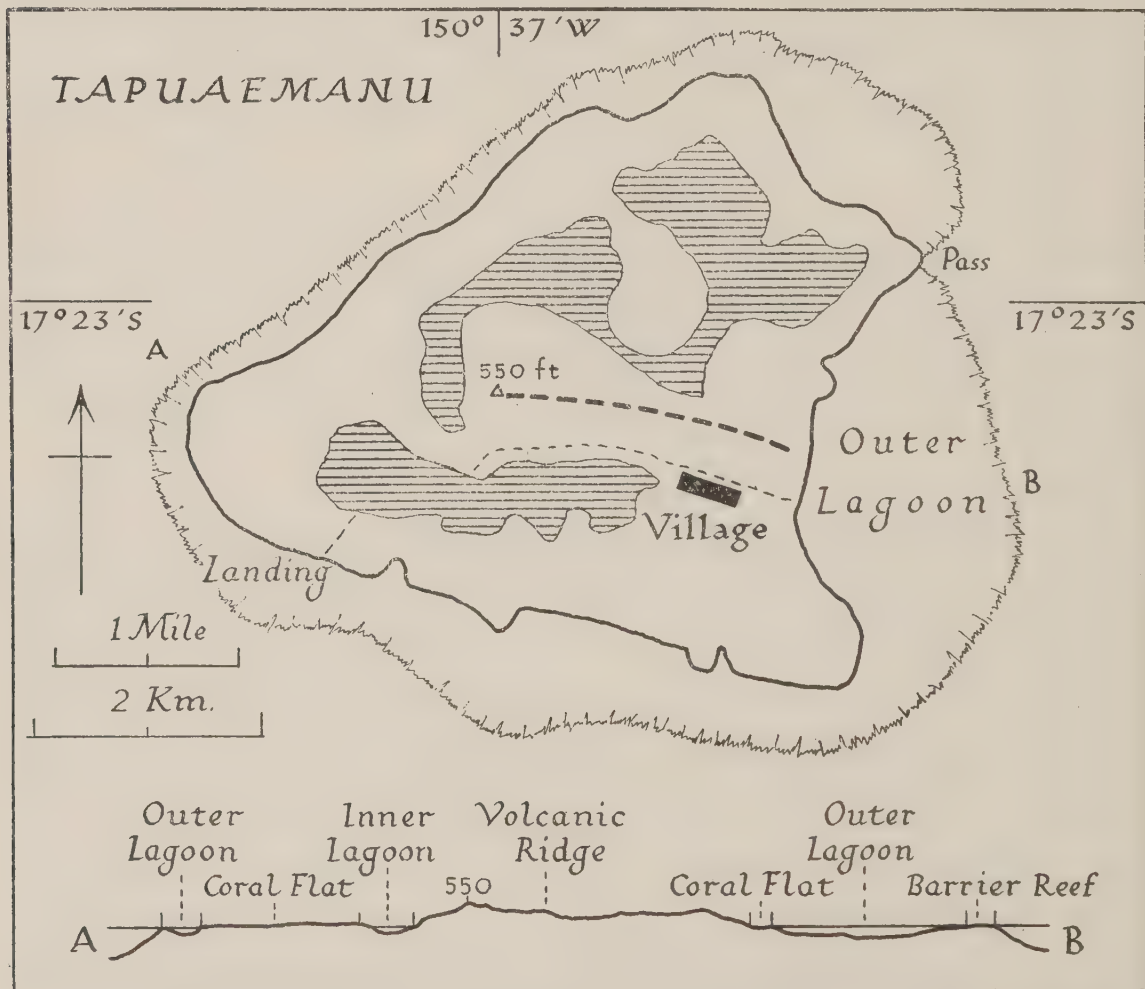 150° 37'W
TAPUAEMANU
Pass
17°23'S
17°23'S
A
550 ft
Outer
Lagoon
B
Village
Landing
1 Mile
2 Km.
Outer
Lagoon
Inner
Lagoon
Volcanic
Ridge
Outer
Lagoon
Coral Flat
550
Coral Flat
Barrier Reef
A
B